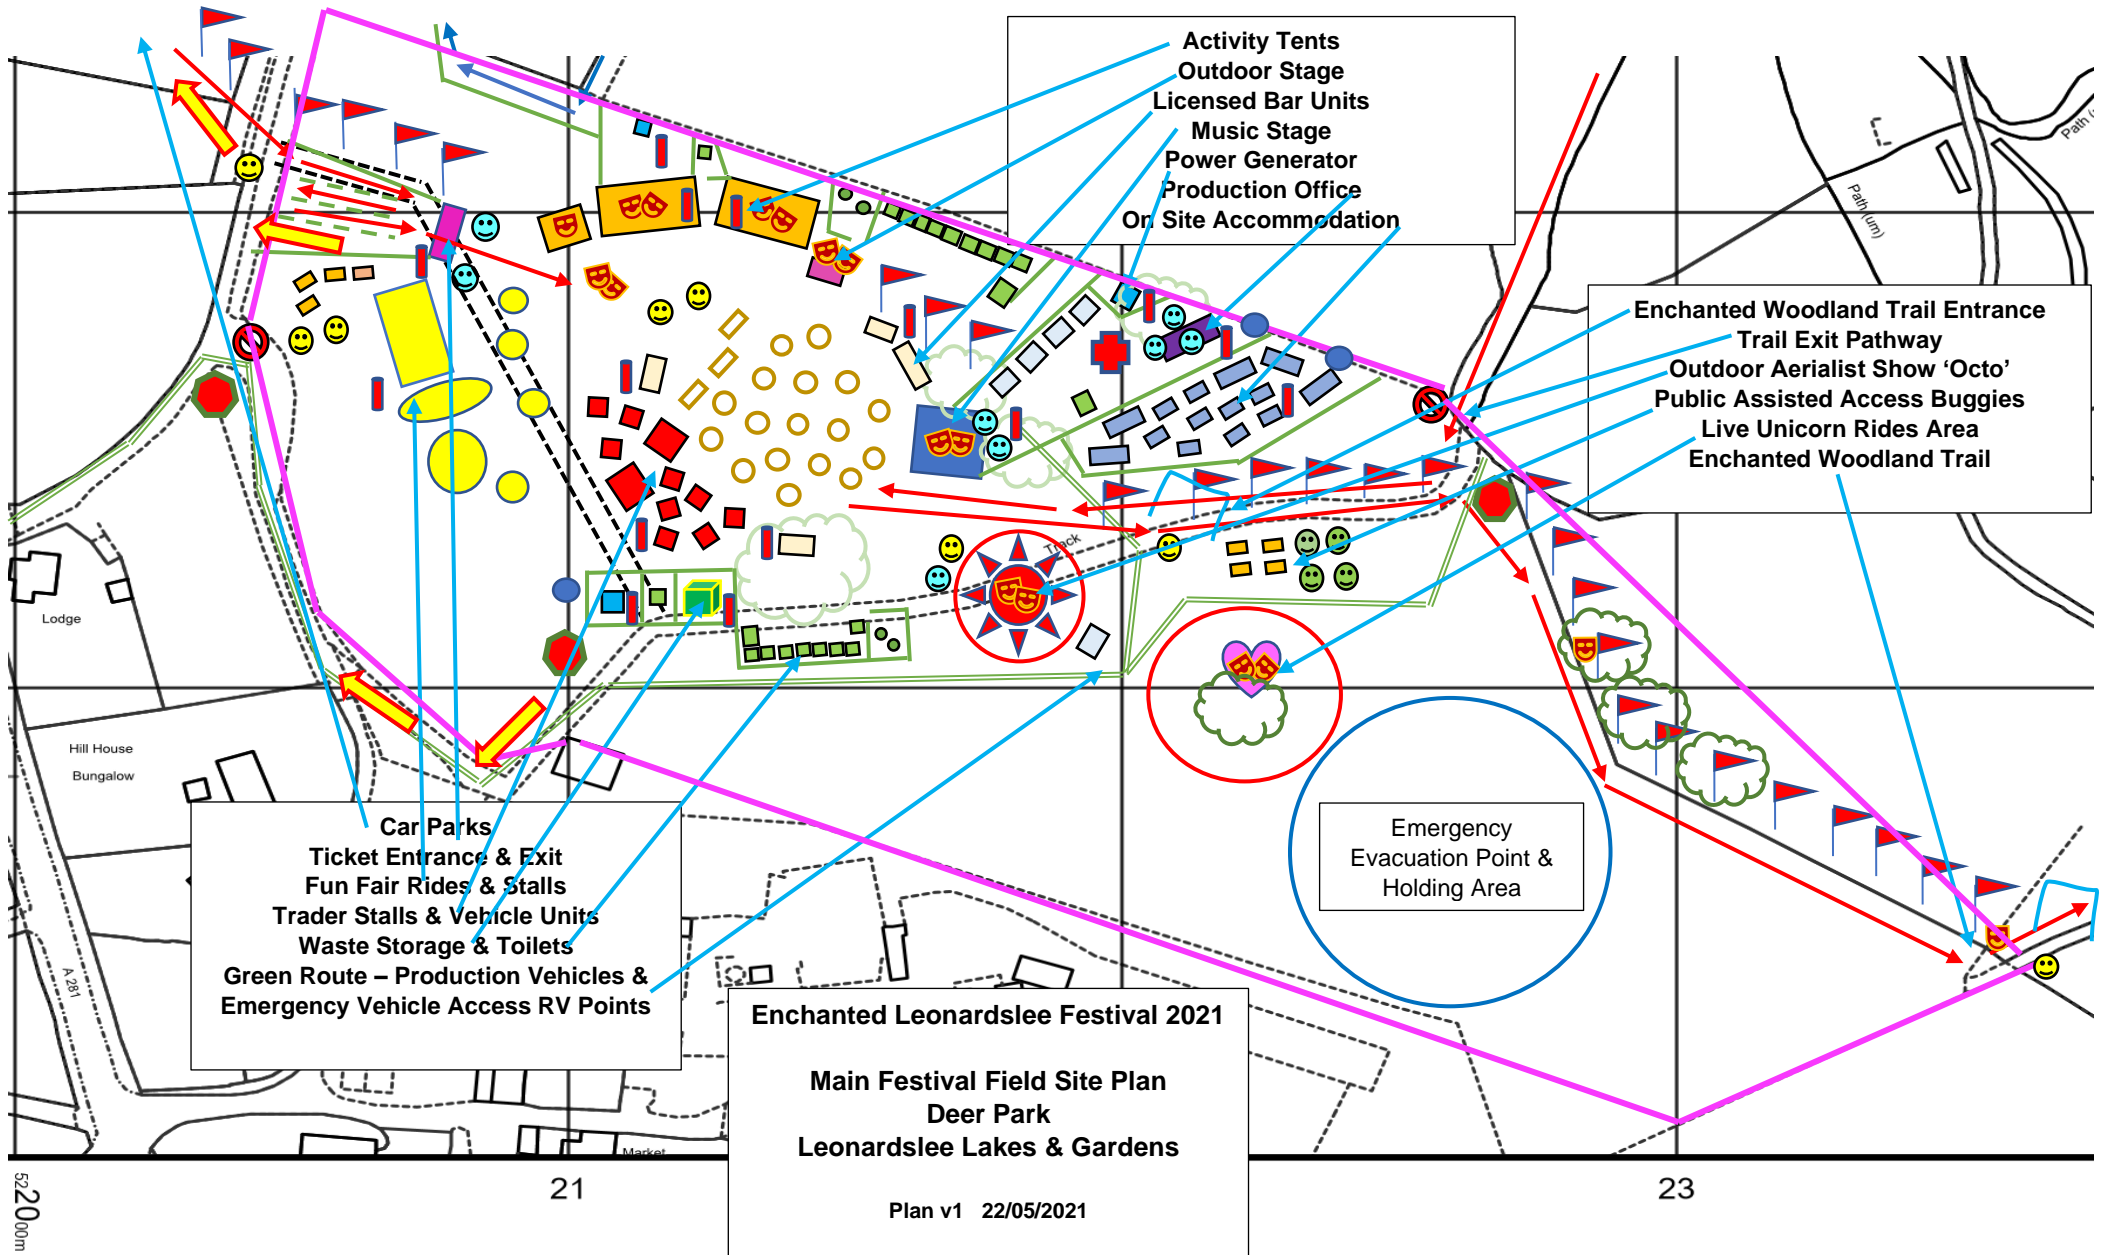 Activity Tents
Outdoor Stage
Licensed Bar Units
Music Stage
Power Generator
Production Office
On Site Accommodation
Path (um)
Enchanted Woodland Trail Entrance
Trail Exit Pathway
Outdoor Aerialist Show ‘Octo’
Public Assisted Access Buggies
Live Unicorn Rides Area
Enchanted Woodland Trail
Track
Lodge
Hill House
Bungalow
A 281
Car Parks
Ticket Entrance & Exit
Fun Fair Rides & Stalls
Trader Stalls & Vehicle Units
Waste Storage & Toilets
Green Route – Production Vehicles &
Emergency Vehicle Access RV Points
Emergency
Evacuation Point &
Holding Area
Enchanted Leonardslee Festival 2021
Main Festival Field Site Plan
Deer Park
Leonardslee Lakes & Gardens
Plan v1 22/05/2021
Market
522000m
21
23